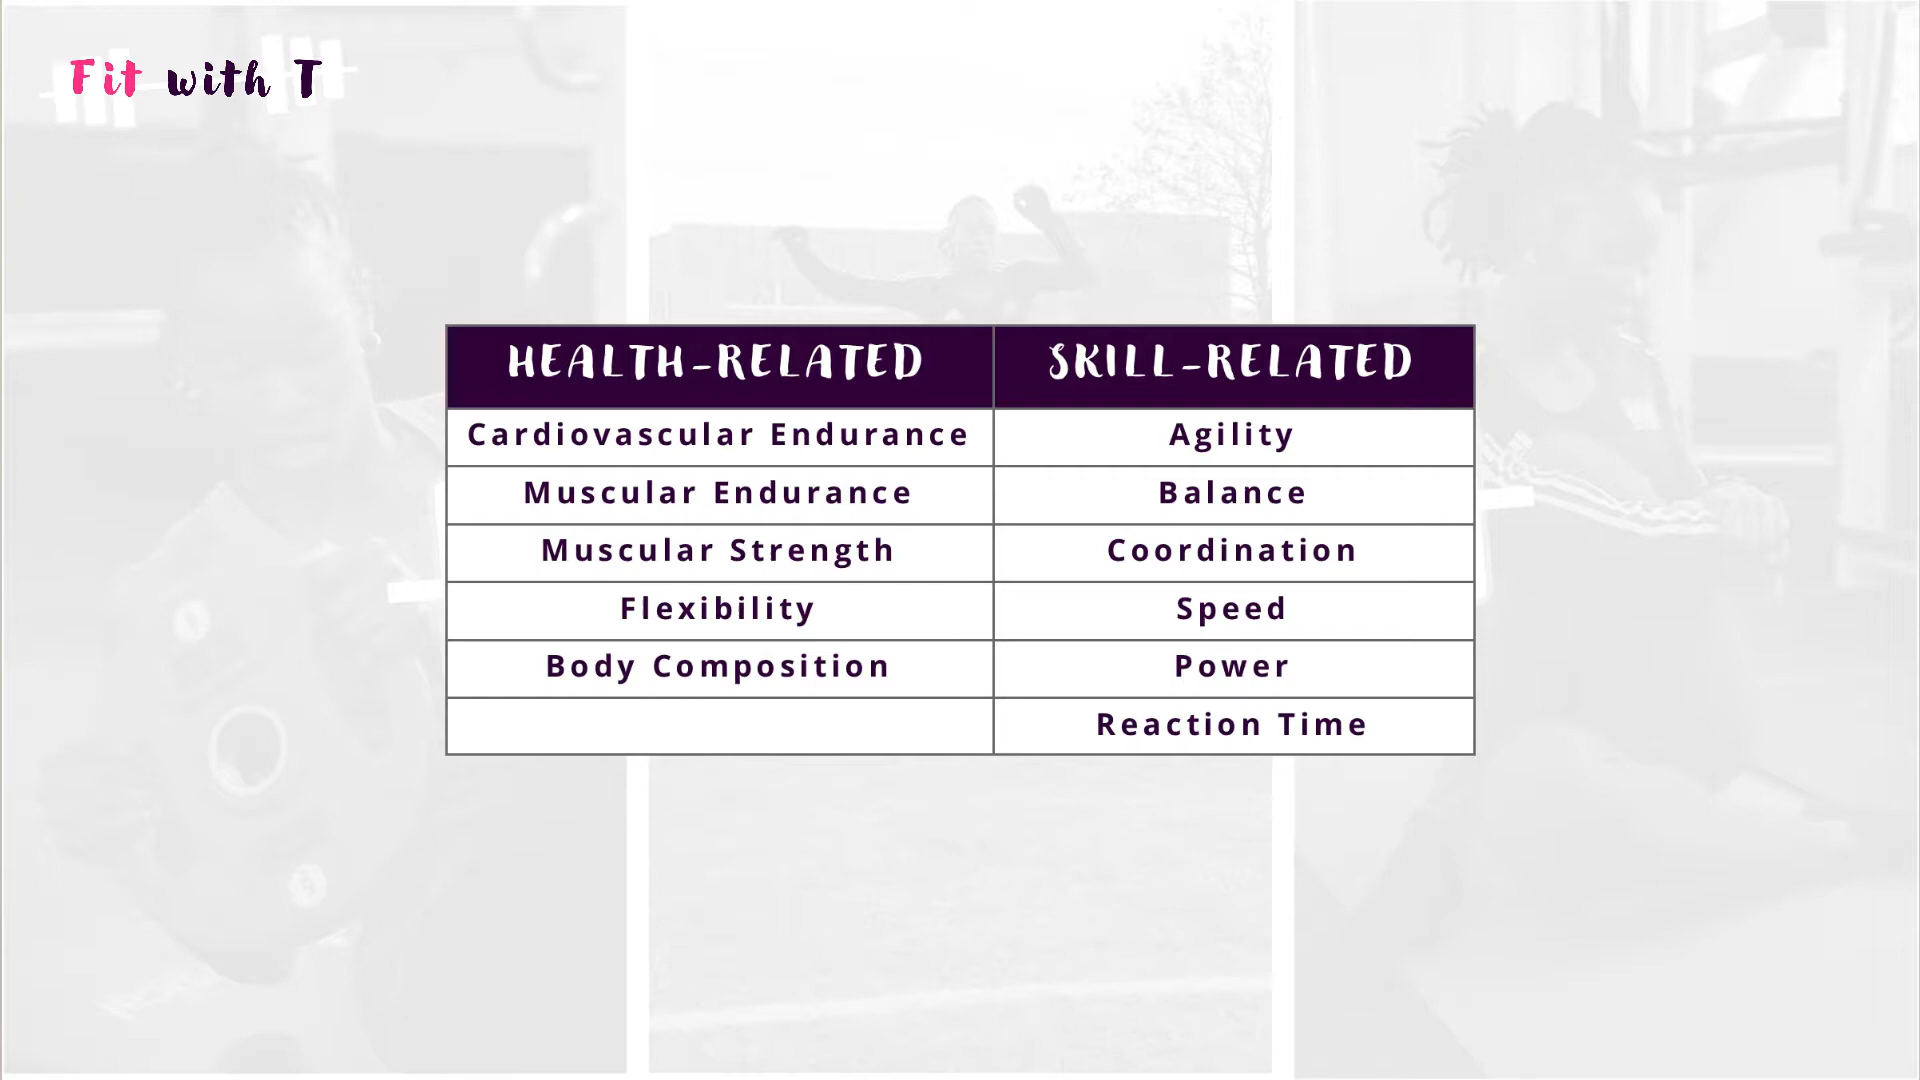 Fit with T
HEALTH-RELATED SKILL-RELATED
Cardiovascular Endurance Agility
Muscular Endurance Balance
Muscular Strength Coordination
Flexibility Speed
Body Composition Power
Reaction Time